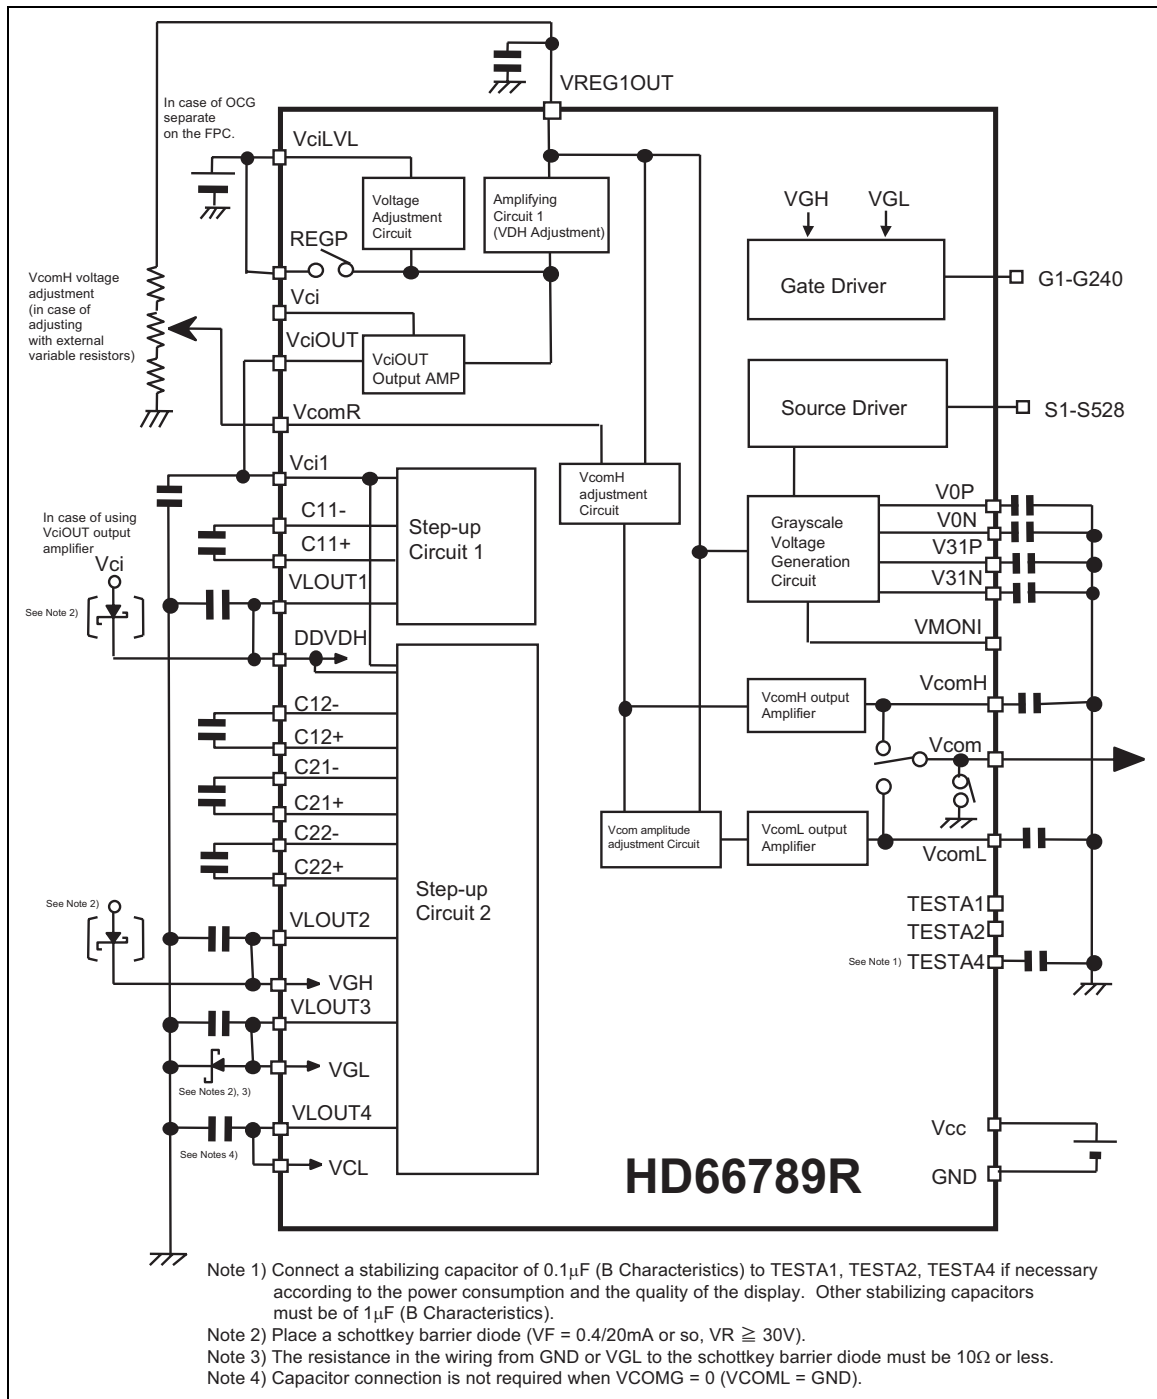 VREG1OUT
In case of OCG
separate
on the FPC.
VciLVL
Voltage
Adjustment
Circuit
Amplifying
Circuit 1
(VDH Adjustment)
VGH
VGL
REGP
Gate Driver
G1-G240
VcomH voltage
adjustment
(in case of
adjusting
with external
variable resistors)
Vci
VciOUT
VciOUT
Output AMP
Source Driver
S1-S528
VcomR
Vci1
VcomH
adjustment
Circuit
Step-up
Circuit 1
C11-
C11+
VLOUT1
In case of using
VciOUT output
amplifier
Vci
See Note 2)
Grayscale
Voltage
Generation
Circuit
V0P
V0N
V31P
V31N
VMONI
DDVDH
C12-
C12+
C21-
C21+
C22-
C22+
Step-up
Circuit 2
VcomH output
Amplifier
VcomH
Vcom
Vcom amplitude
adjustment Circuit
VcomL output
Amplifier
VcomL
See Note 2)
VLOUT2
VGH
VLOUT3
VGL
See Notes 2), 3)
VLOUT4
See Notes 4)
VCL
TESTA1
TESTA2
See Note 1) TESTA4
Vcc
GND
HD66789R
Note 1) Connect a stabilizing capacitor of 0.1μF (B Characteristics) to TESTA1, TESTA2, TESTA4 if necessary
according to the power consumption and the quality of the display. Other stabilizing capacitors
must be of 1μF (B Characteristics).
Note 2) Place a schottkey barrier diode (VF = 0.4/20mA or so, VR ≧ 30V).
Note 3) The resistance in the wiring from GND or VGL to the schottkey barrier diode must be 10Ω or less.
Note 4) Capacitor connection is not required when VCOMG = 0 (VCOML = GND).